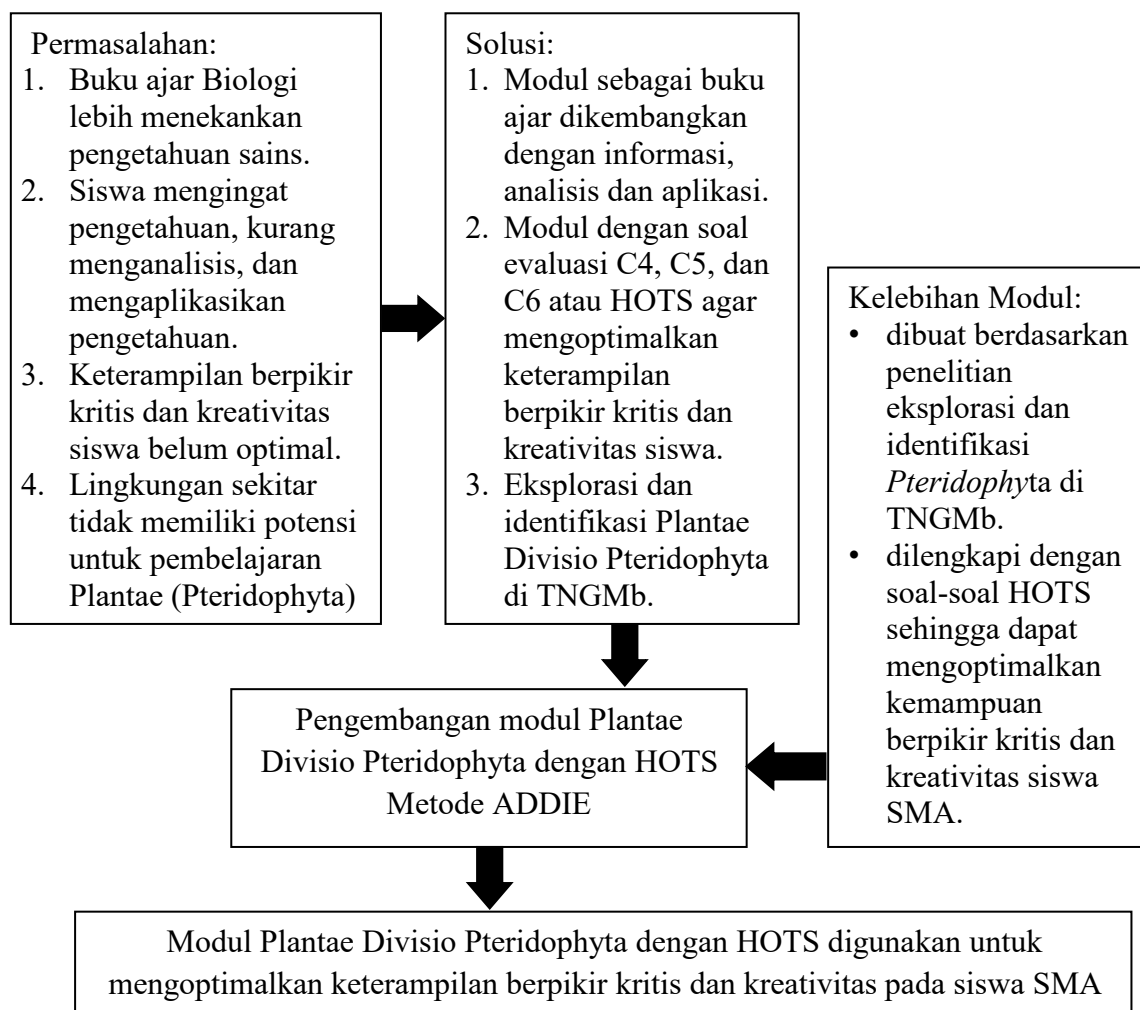 Permasalahan:
1. Buku ajar Biologi
lebih menekankan
pengetahuan sains.
2. Siswa mengingat
pengetahuan, kurang
menganalisis, dan
mengaplikasikan
pengetahuan.
3. Keterampilan berpikir
kritis dan kreativitas
siswa belum optimal.
4. Lingkungan sekitar
tidak memiliki potensi
untuk pembelajaran
Plantae (Pteridophyta)
Solusi:
1. Modul sebagai buku
ajar dikembangkan
dengan informasi,
analisis dan aplikasi.
2. Modul dengan soal
evaluasi C4, C5, dan
C6 atau HOTS agar
mengoptimalkan
keterampilan
berpikir kritis dan
kreativitas siswa.
3. Eksplorasi dan
identifikasi Plantae
Divisio Pteridophyta
di TNGMb.
Kelebihan Modul:
• dibuat berdasarkan
penelitian
eksplorasi dan
identifikasi
Pteridophyta di
TNGMb.
• dilengkapi dengan
soal-soal HOTS
sehingga dapat
mengoptimalkan
kemampuan
berpikir kritis dan
kreativitas siswa
SMA.
Pengembangan modul Plantae
Divisio Pteridophyta dengan HOTS
Metode ADDIE
Modul Plantae Divisio Pteridophyta dengan HOTS digunakan untuk
mengoptimalkan keterampilan berpikir kritis dan kreativitas pada siswa SMA